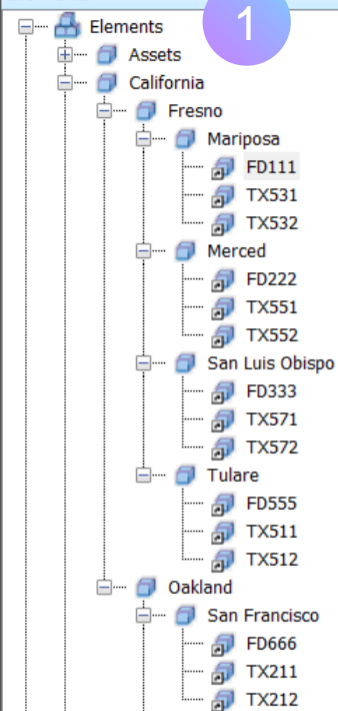 1
Elements
Assets
California
Fresno
Mariposa
FD111
TX531
TX532
Merced
FD222
TX551
TX552
San Luis Obispo
FD333
TX571
TX572
Tulare
FD555
TX511
TX512
Oakland
San Francisco
FD666
TX211
TX212